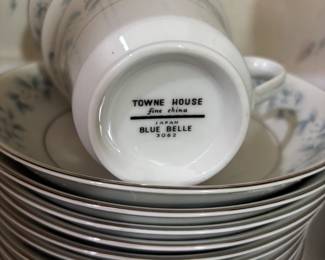 TOWNE HOUSE
fine china
JAPAN
BLUE BELLE
3062